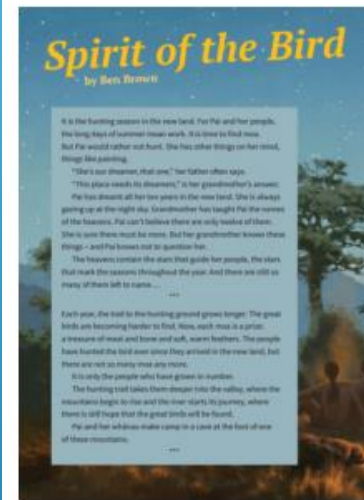 Spirit of the Bird
by Ben Brown
It is the hunting season in the new land. For Pai and her people,
the long days of summer mean work. It is time to find moa.
But Pai would rather not hunt. She has other things on her mind,
things like painting.
"She's our dreamer, that one," her father often says.
"This place needs its dreamers," is her grandmother's answer.
Pai has dreamt all her ten years in the new land. She is always
gazing up at the night sky. Grandmother has taught Pai the names
of the heavens. Pai can't believe there are only twelve of them.
She is sure there must be more. But her grandmother knows these
things – and Pai knows not to question her.
The heavens contain the stars that guide her people, the stars
that mark the seasons throughout the year. And there are still so
many of them left to name ...
***
Each year, the trail to the hunting ground grows longer. The great
birds are becoming harder to find. Now, each moa is a prize:
a treasure of meat and bone and soft, warm feathers. The people
have hunted the bird ever since they arrived in the new land, but
there are not so many moa any more.
It is only the people who have grown in number.
The hunting trail takes them deeper into the valley, where the
mountains begin to rise and the river starts its journey, where
there is still hope that the great birds will be found.
Pai and her whānau make camp in a cave at the foot of one
of these mountains.
***